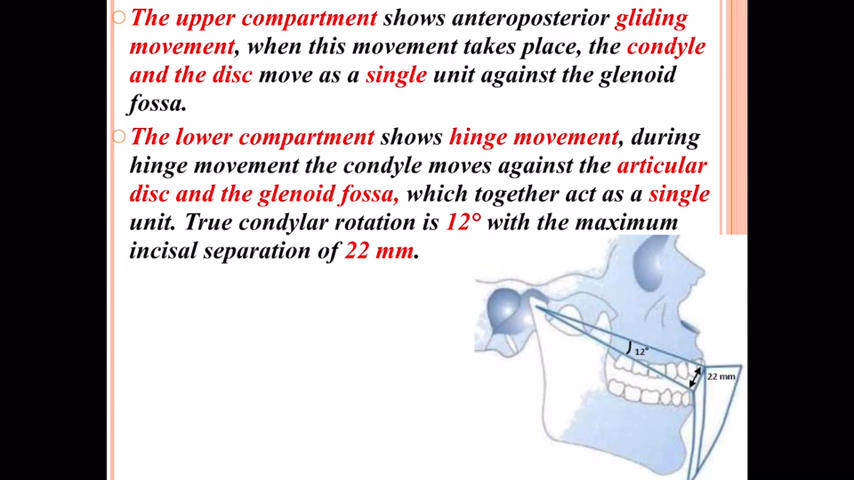 The upper compartment shows anteroposterior gliding
movement, when this movement takes place, the condyle
and the disc move as a single unit against the glenoid
fossa.
The lower compartment shows hinge movement, during
hinge movement the condyle moves against the articular
disc and the glenoid fossa, which together act as a single
unit. True condylar rotation is 12° with the maximum
incisal separation of 22 mm.
12°
22 mm